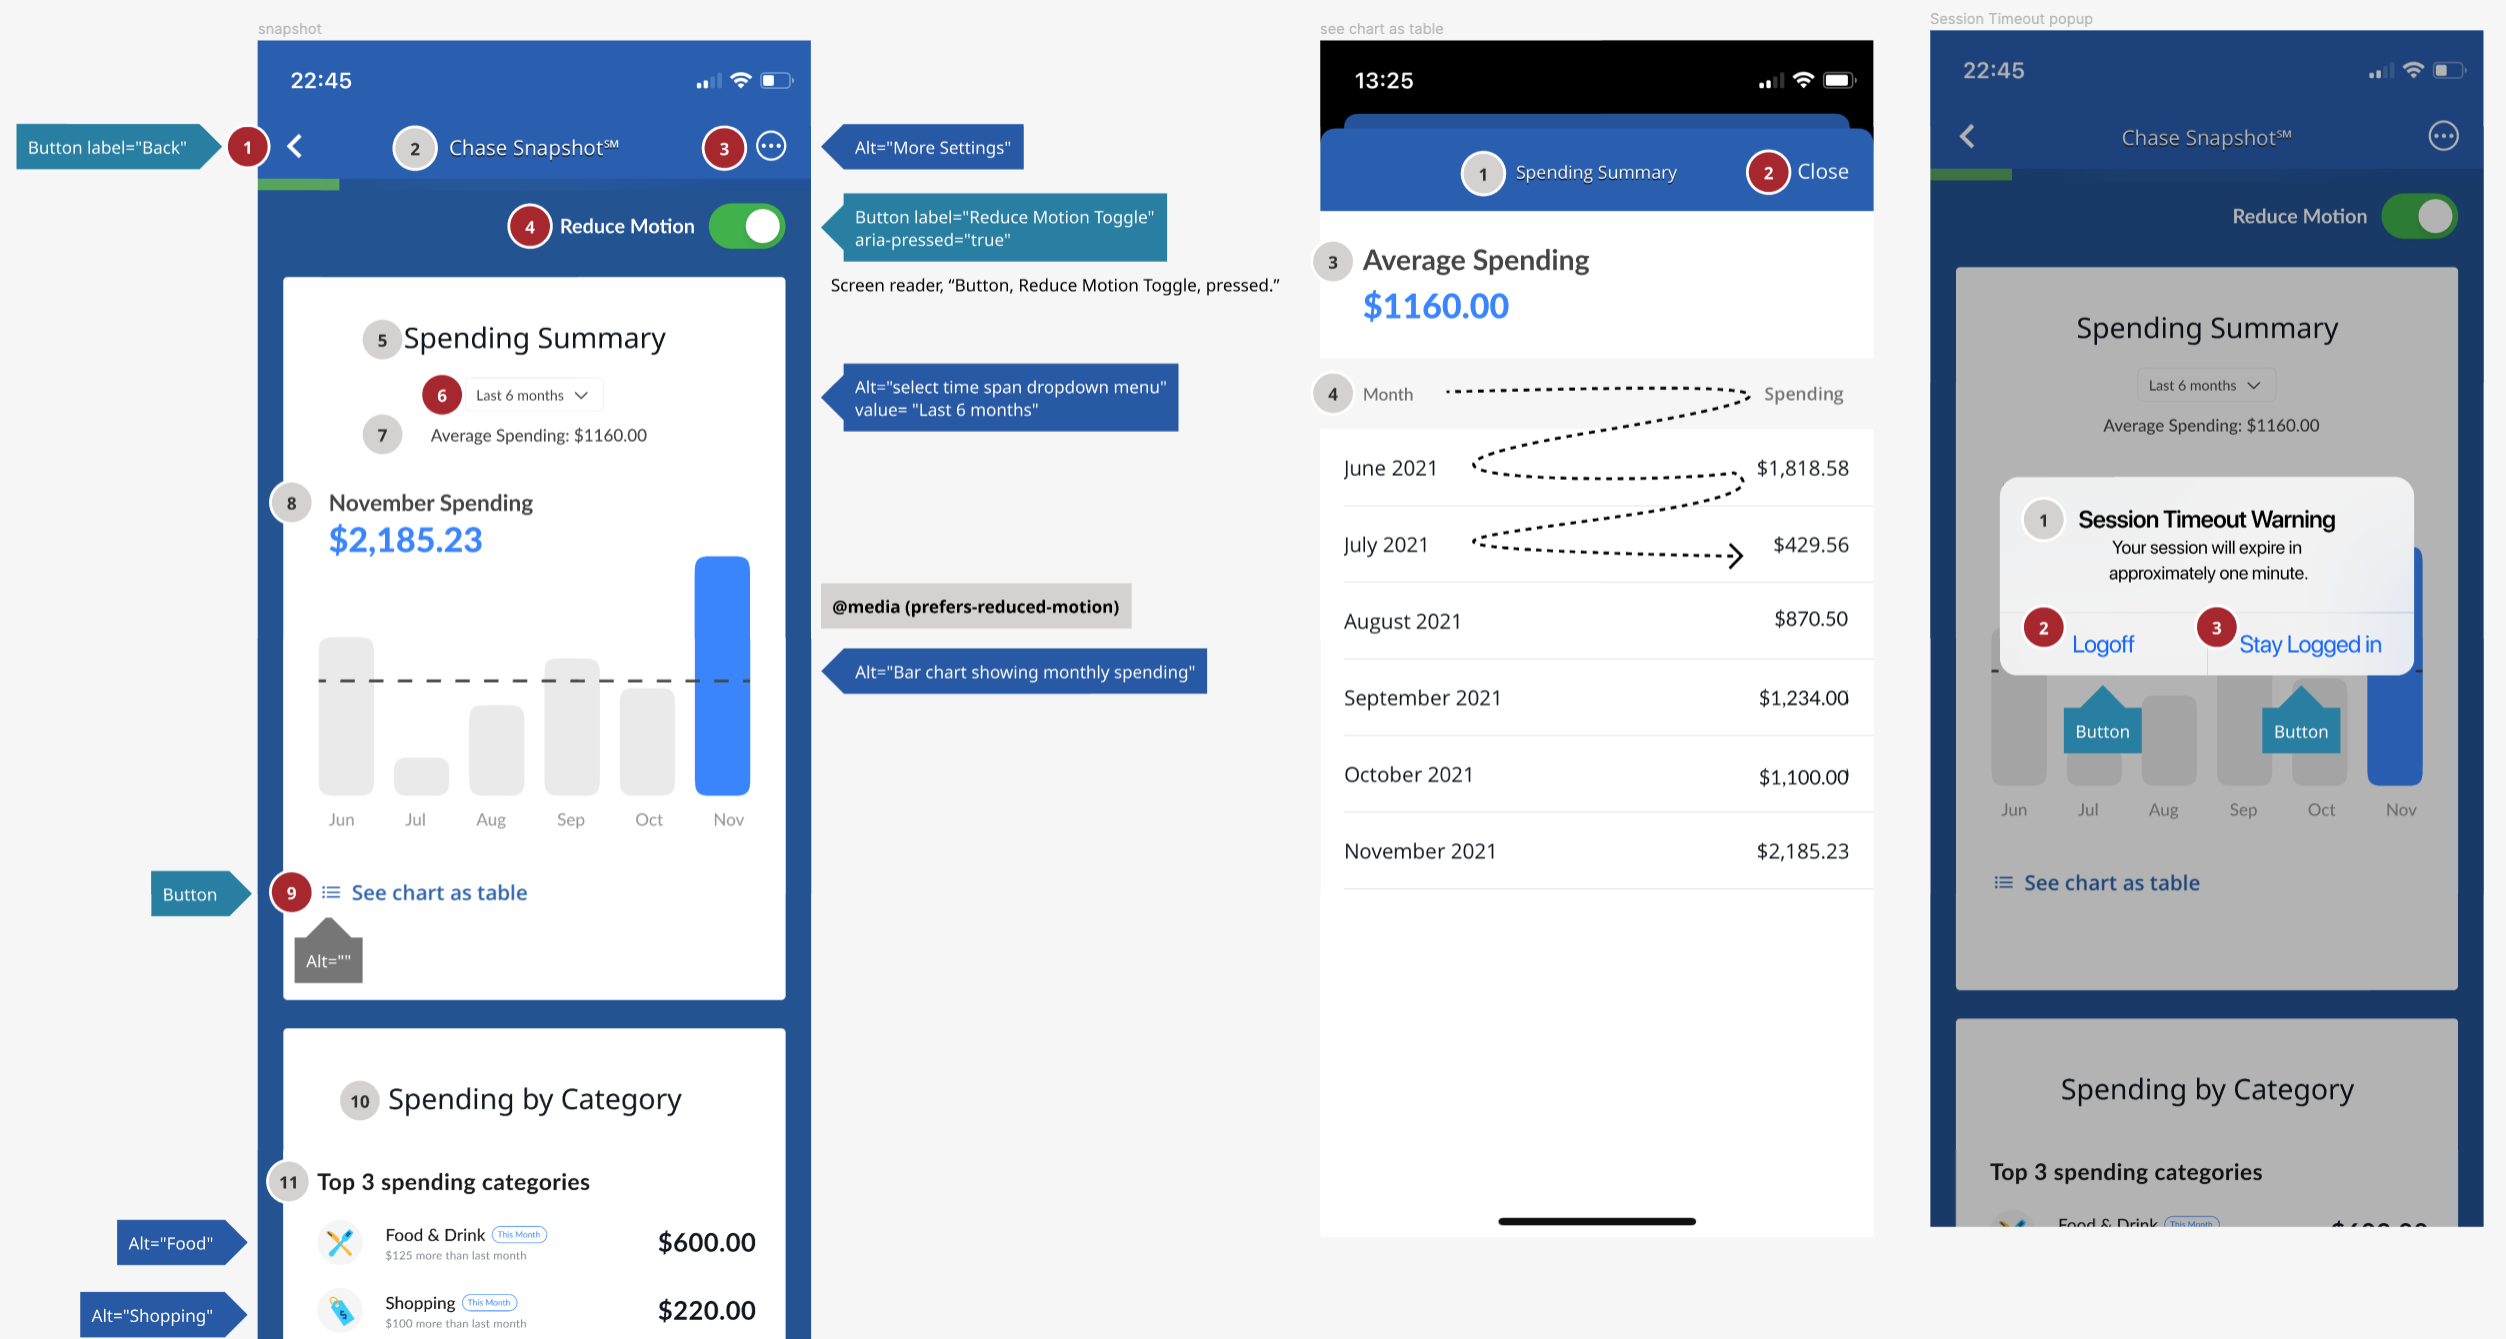 snapshot
22:45
Button label="Back"
1
2
Chase Snapshot℠
3
Alt="More Settings"
4
Reduce Motion
Button label="Reduce Motion Toggle"
aria-pressed="true"
Screen reader, “Button, Reduce Motion Toggle, pressed.”
5
Spending Summary
6
Last 6 months
Alt="select time span dropdown menu"
value= "Last 6 months"
7
Average Spending: $1160.00
8
November Spending
$2,185.23
@media (prefers-reduced-motion)
Alt="Bar chart showing monthly spending"
Jun Jul Aug Sep Oct Nov
Button
9
See chart as table
Alt=""
10
Spending by Category
11
Top 3 spending categories
Alt="Food"
Food & Drink This Month
$125 more than last month
$600.00
Alt="Shopping"
Shopping This Month
$100 more than last month
$220.00
see chart as table
13:25
1
Spending Summary
2
Close
3
Average Spending
$1160.00
4
Month Spending
June 2021 $1,818.58
July 2021 $429.56
August 2021 $870.50
September 2021 $1,234.00
October 2021 $1,100.00
November 2021 $2,185.23
Session Timeout popup
22:45
Chase Snapshot℠
Reduce Motion
Spending Summary
Last 6 months
Average Spending: $1160.00
1
Session Timeout Warning
Your session will expire in
approximately one minute.
2
Logoff
3
Stay Logged in
Button
Button
Jun Jul Aug Sep Oct Nov
See chart as table
Spending by Category
Top 3 spending categories
Food & Drink This Month
$600.00